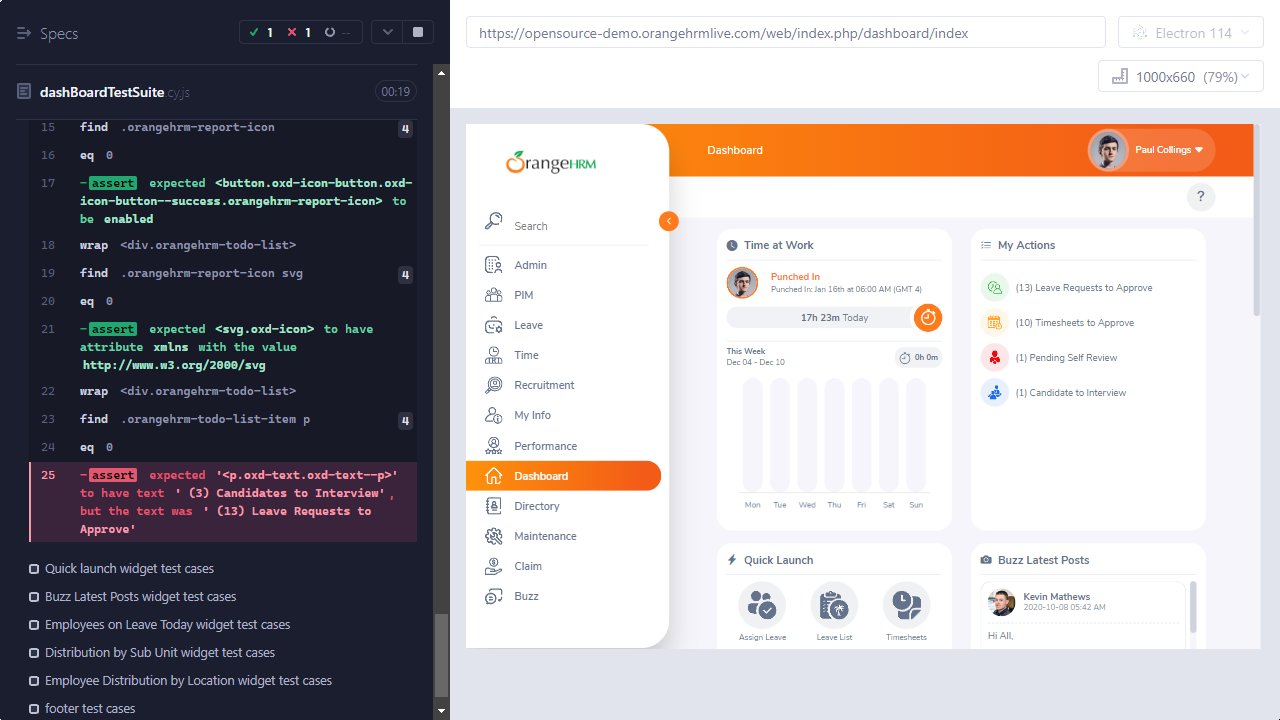 Specs
1
1
--
dashBoardTestSuite.cy.js
00:19
15 find .orangehrm-report-icon 4
16 eq 0
17 -assert expected <button.oxd-icon-button.oxd-
icon-button--success.orangehrm-report-icon> to
be enabled
18 wrap <div.orangehrm-todo-list>
19 find .orangehrm-report-icon svg 4
20 eq 0
21 -assert expected <svg.oxd-icon> to have
attribute xmlns with the value
http://www.w3.org/2000/svg
22 wrap <div.orangehrm-todo-list>
23 find .orangehrm-todo-list-item p 4
24 eq 0
25 -assert expected '<p.oxd-text.oxd-text--p>'
to have text ' (3) Candidates to Interview',
but the text was ' (13) Leave Requests to
Approve'
Quick launch widget test cases
Buzz Latest Posts widget test cases
Employees on Leave Today widget test cases
Distribution by Sub Unit widget test cases
Employee Distribution by Location widget test cases
footer test cases
https://opensource-demo.orangehrmlive.com/web/index.php/dashboard/index
Electron 114
1000x660 (79%)
OrangeHRM
Search
Admin
PIM
Leave
Time
Recruitment
My Info
Performance
Dashboard
Directory
Maintenance
Claim
Buzz
Dashboard
Paul Collings
?
Time at Work
Punched In
Punched In: Jan 16th at 06:00 AM (GMT 4)
17h 23m Today
This Week
Dec 04 - Dec 10
0h 0m
Mon Tue Wed Thu Fri Sat Sun
My Actions
(13) Leave Requests to Approve
(10) Timesheets to Approve
(1) Pending Self Review
(1) Candidate to Interview
Quick Launch
Assign Leave
Leave List
Timesheets
Buzz Latest Posts
Kevin Mathews
2020-10-08 05:42 AM
Hi All,